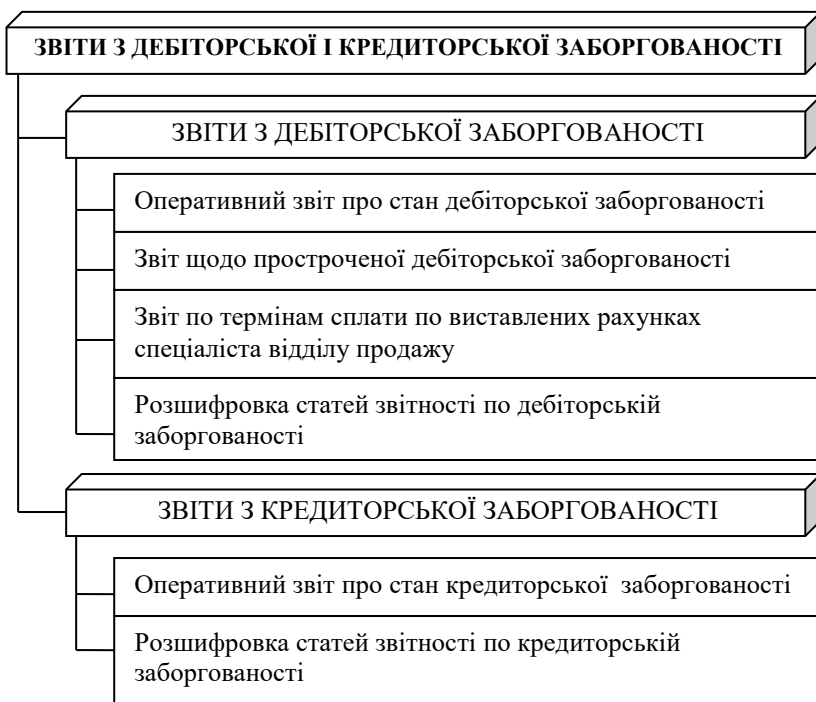 ЗВІТИ З ДЕБІТОРСЬКОЇ І КРЕДИТОРСЬКОЇ ЗАБОРГОВАНОСТІ
ЗВІТИ З ДЕБІТОРСЬКОЇ ЗАБОРГОВАНОСТІ
Оперативний звіт про стан дебіторської заборгованості
Звіт щодо простроченої дебіторської заборгованості
Звіт по термінам сплати по виставлених рахунках
спеціаліста відділу продажу
Розшифровка статей звітності по дебіторській
заборгованості
ЗВІТИ З КРЕДИТОРСЬКОЇ ЗАБОРГОВАНОСТІ
Оперативний звіт про стан кредиторської  заборгованості
Розшифровка статей звітності по кредиторській
заборгованості